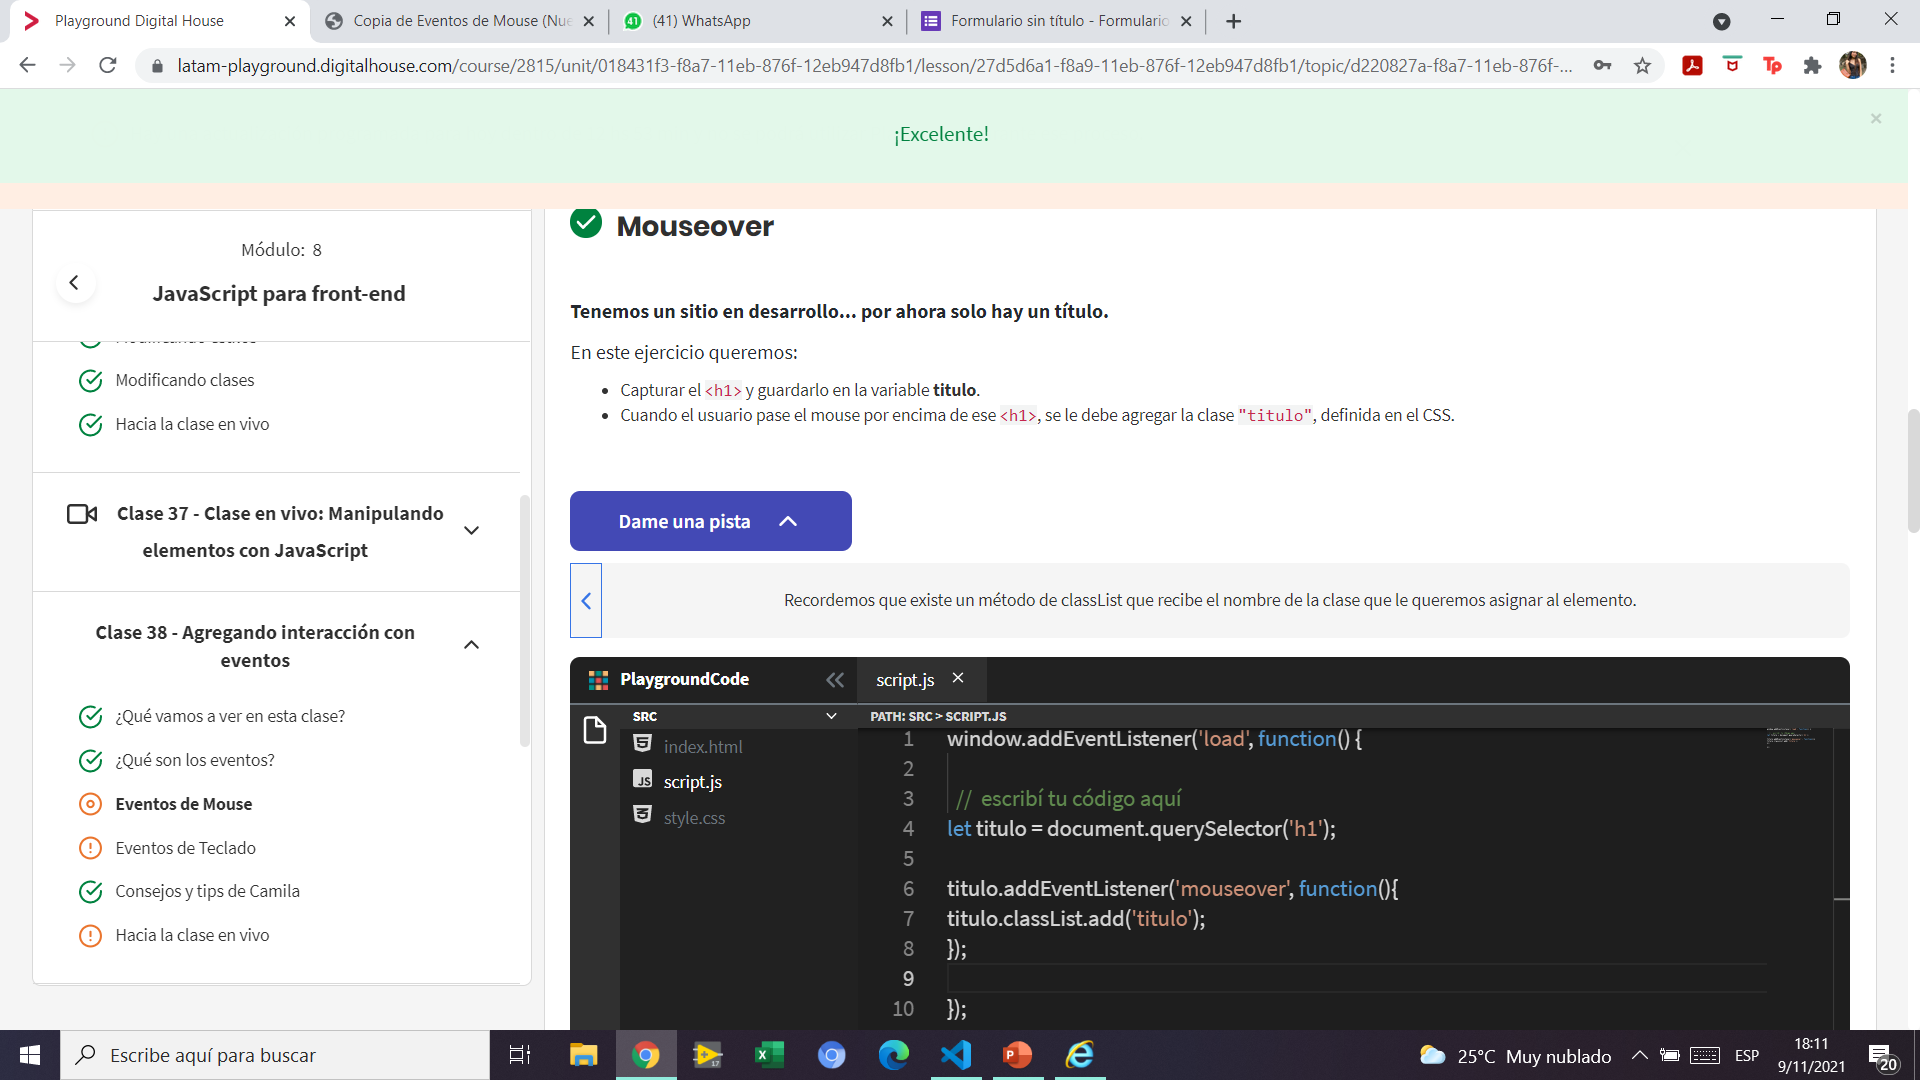 Playground Digital House
Copia de Eventos de Mouse (Nue
41
(41) WhatsApp
Formulario sin título - Formulario
latam-playground.digitalhouse.com/course/2815/unit/018431f3-f8a7-11eb-876f-12eb947d8fb1/lesson/27d5d6a1-f8a9-11eb-876f-12eb947d8fb1/topic/d220827a-f8a7-11eb-876f-...
Tp
¡Excelente!
×
Módulo: 8
JavaScript para front-end
Modificando clases
Hacia la clase en vivo
Clase 37 - Clase en vivo: Manipulando
elementos con JavaScript
Clase 38 - Agregando interacción con
eventos
¿Qué vamos a ver en esta clase?
¿Qué son los eventos?
Eventos de Mouse
Eventos de Teclado
Consejos y tips de Camila
Hacia la clase en vivo
Mouseover
Tenemos un sitio en desarrollo... por ahora solo hay un título.
En este ejercicio queremos:
• Capturar el <h1> y guardarlo en la variable titulo.
• Cuando el usuario pase el mouse por encima de ese <h1>, se le debe agregar la clase "titulo", definida en el CSS.
Dame una pista
Recordemos que existe un método de classList que recibe el nombre de la clase que le queremos asignar al elemento.
PlaygroundCode
script.js
SRC
PATH: SRC > SCRIPT.JS
index.html
JS script.js
style.css
1 window.addEventListener('load', function() {
2
3 // escribí tu código aquí
4 let titulo = document.querySelector('h1');
5
6 titulo.addEventListener('mouseover', function(){
7 titulo.classList.add('titulo');
8 });
9
10 });
Escribe aquí para buscar
25°C Muy nublado
ESP
18:11
9/11/2021
20